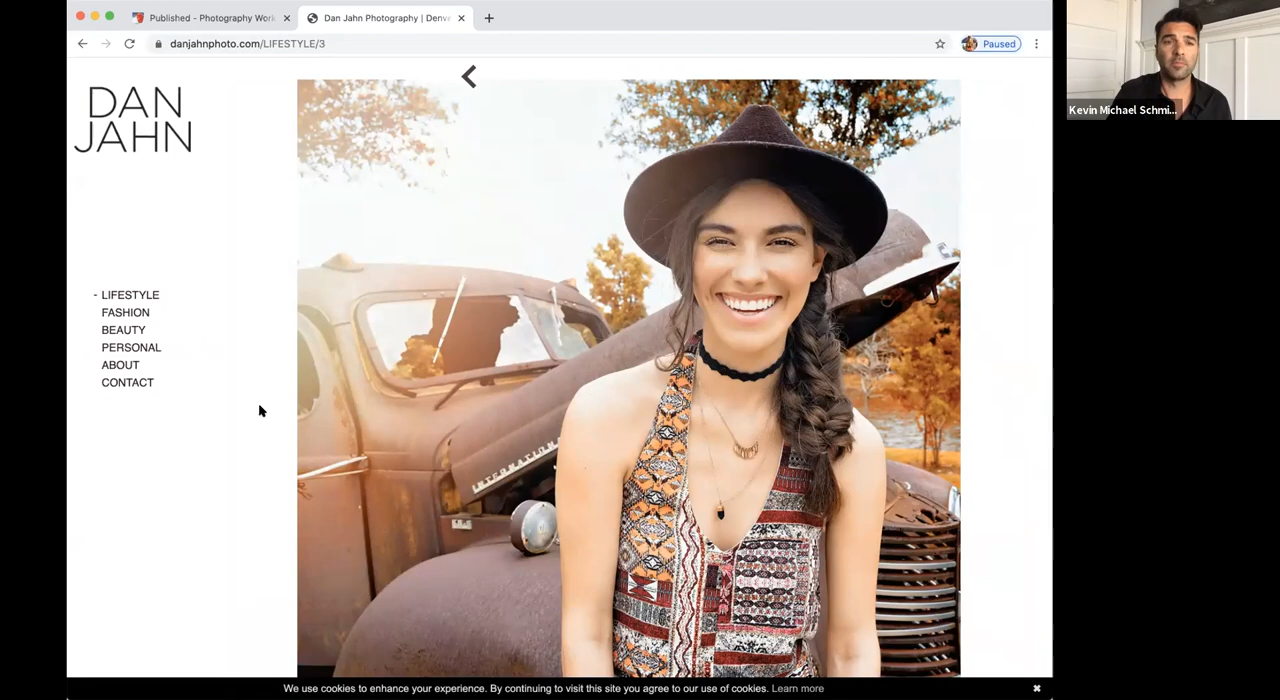 Published - Photography Work
Dan Jahn Photography | Denve
danjahnphoto.com/LIFESTYLE/3
Paused
Kevin Michael Schmi...
DAN
JAHN
- LIFESTYLE
FASHION
BEAUTY
PERSONAL
ABOUT
CONTACT
INTERNATIONAL
We use cookies to enhance your experience. By continuing to visit this site you agree to our use of cookies. Learn more